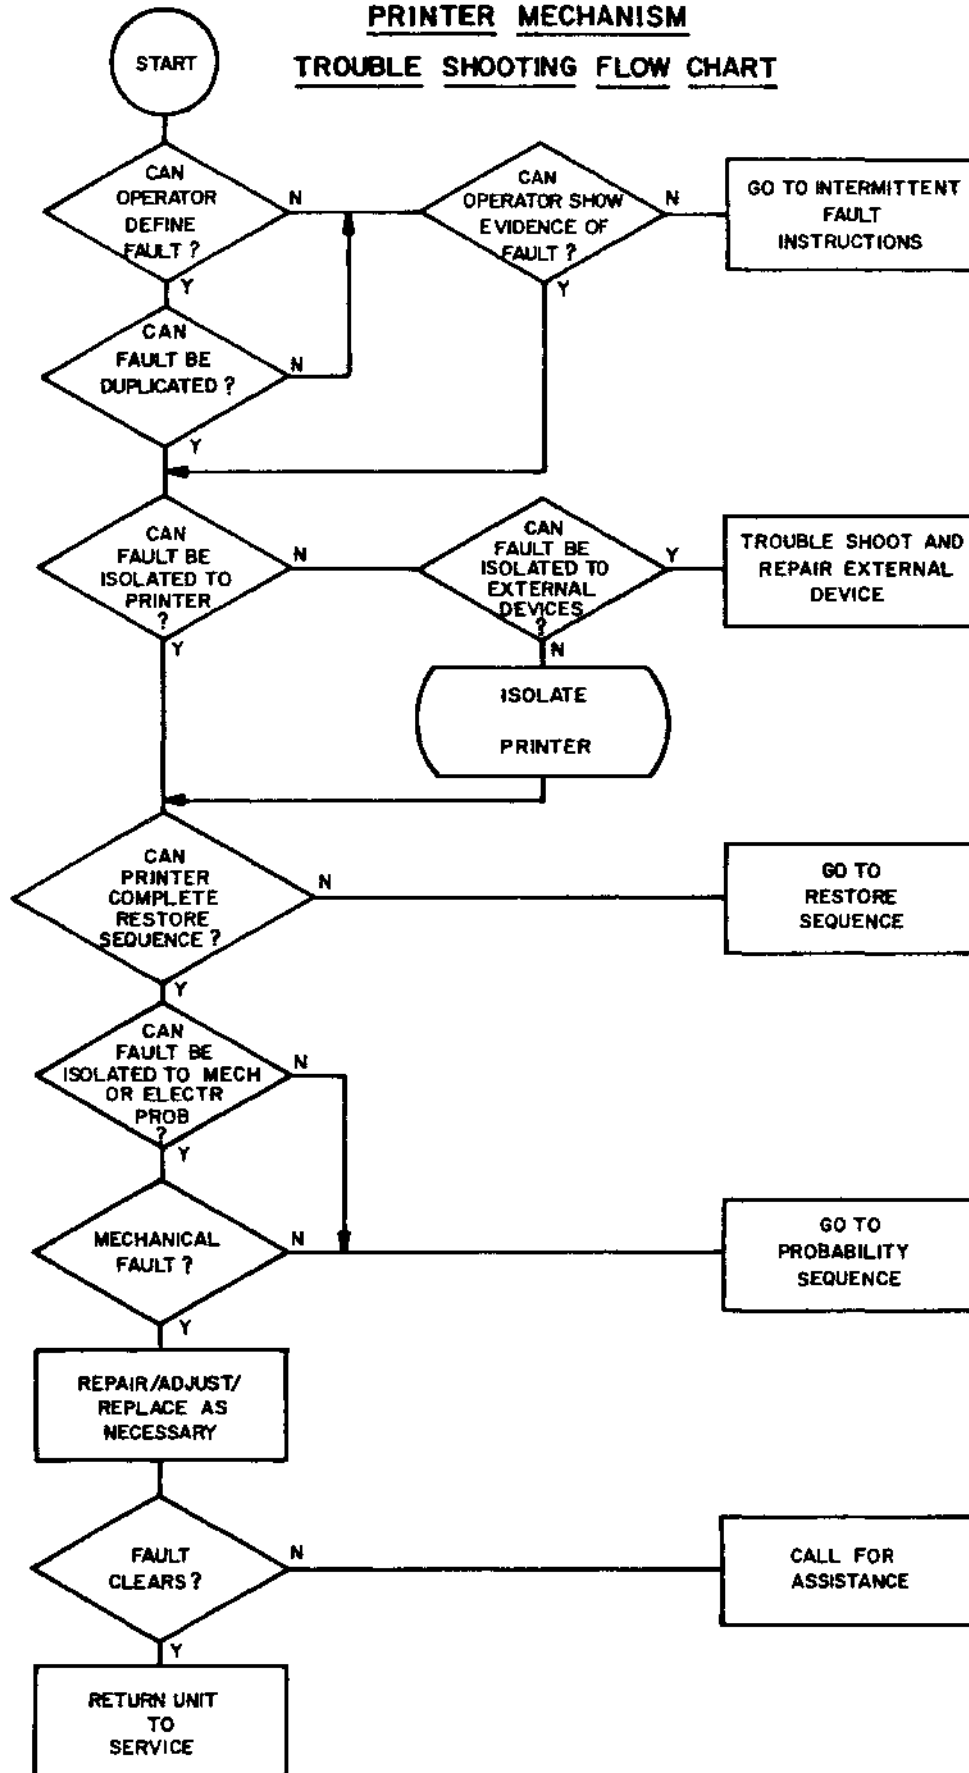 PRINTER MECHANISM
TROUBLE SHOOTING FLOW CHART
START
CAN
OPERATOR
DEFINE
FAULT ?
N
Y
CAN
OPERATOR SHOW
EVIDENCE OF
FAULT ?
N
Y
GO TO INTERMITTENT
FAULT
INSTRUCTIONS
CAN
FAULT BE
DUPLICATED ?
N
Y
CAN
FAULT BE
ISOLATED TO
PRINTER
?
N
Y
CAN
FAULT BE
ISOLATED TO
EXTERNAL
DEVICES
?
Y
N
TROUBLE SHOOT AND
REPAIR EXTERNAL
DEVICE
ISOLATE
PRINTER
CAN
PRINTER
COMPLETE
RESTORE
SEQUENCE ?
N
Y
GO TO
RESTORE
SEQUENCE
CAN
FAULT BE
ISOLATED TO MECH
OR ELECTR
PROB
?
N
Y
MECHANICAL
FAULT ?
N
Y
GO TO
PROBABILITY
SEQUENCE
REPAIR/ADJUST/
REPLACE AS
NECESSARY
FAULT
CLEARS ?
N
Y
CALL FOR
ASSISTANCE
RETURN UNIT
TO
SERVICE